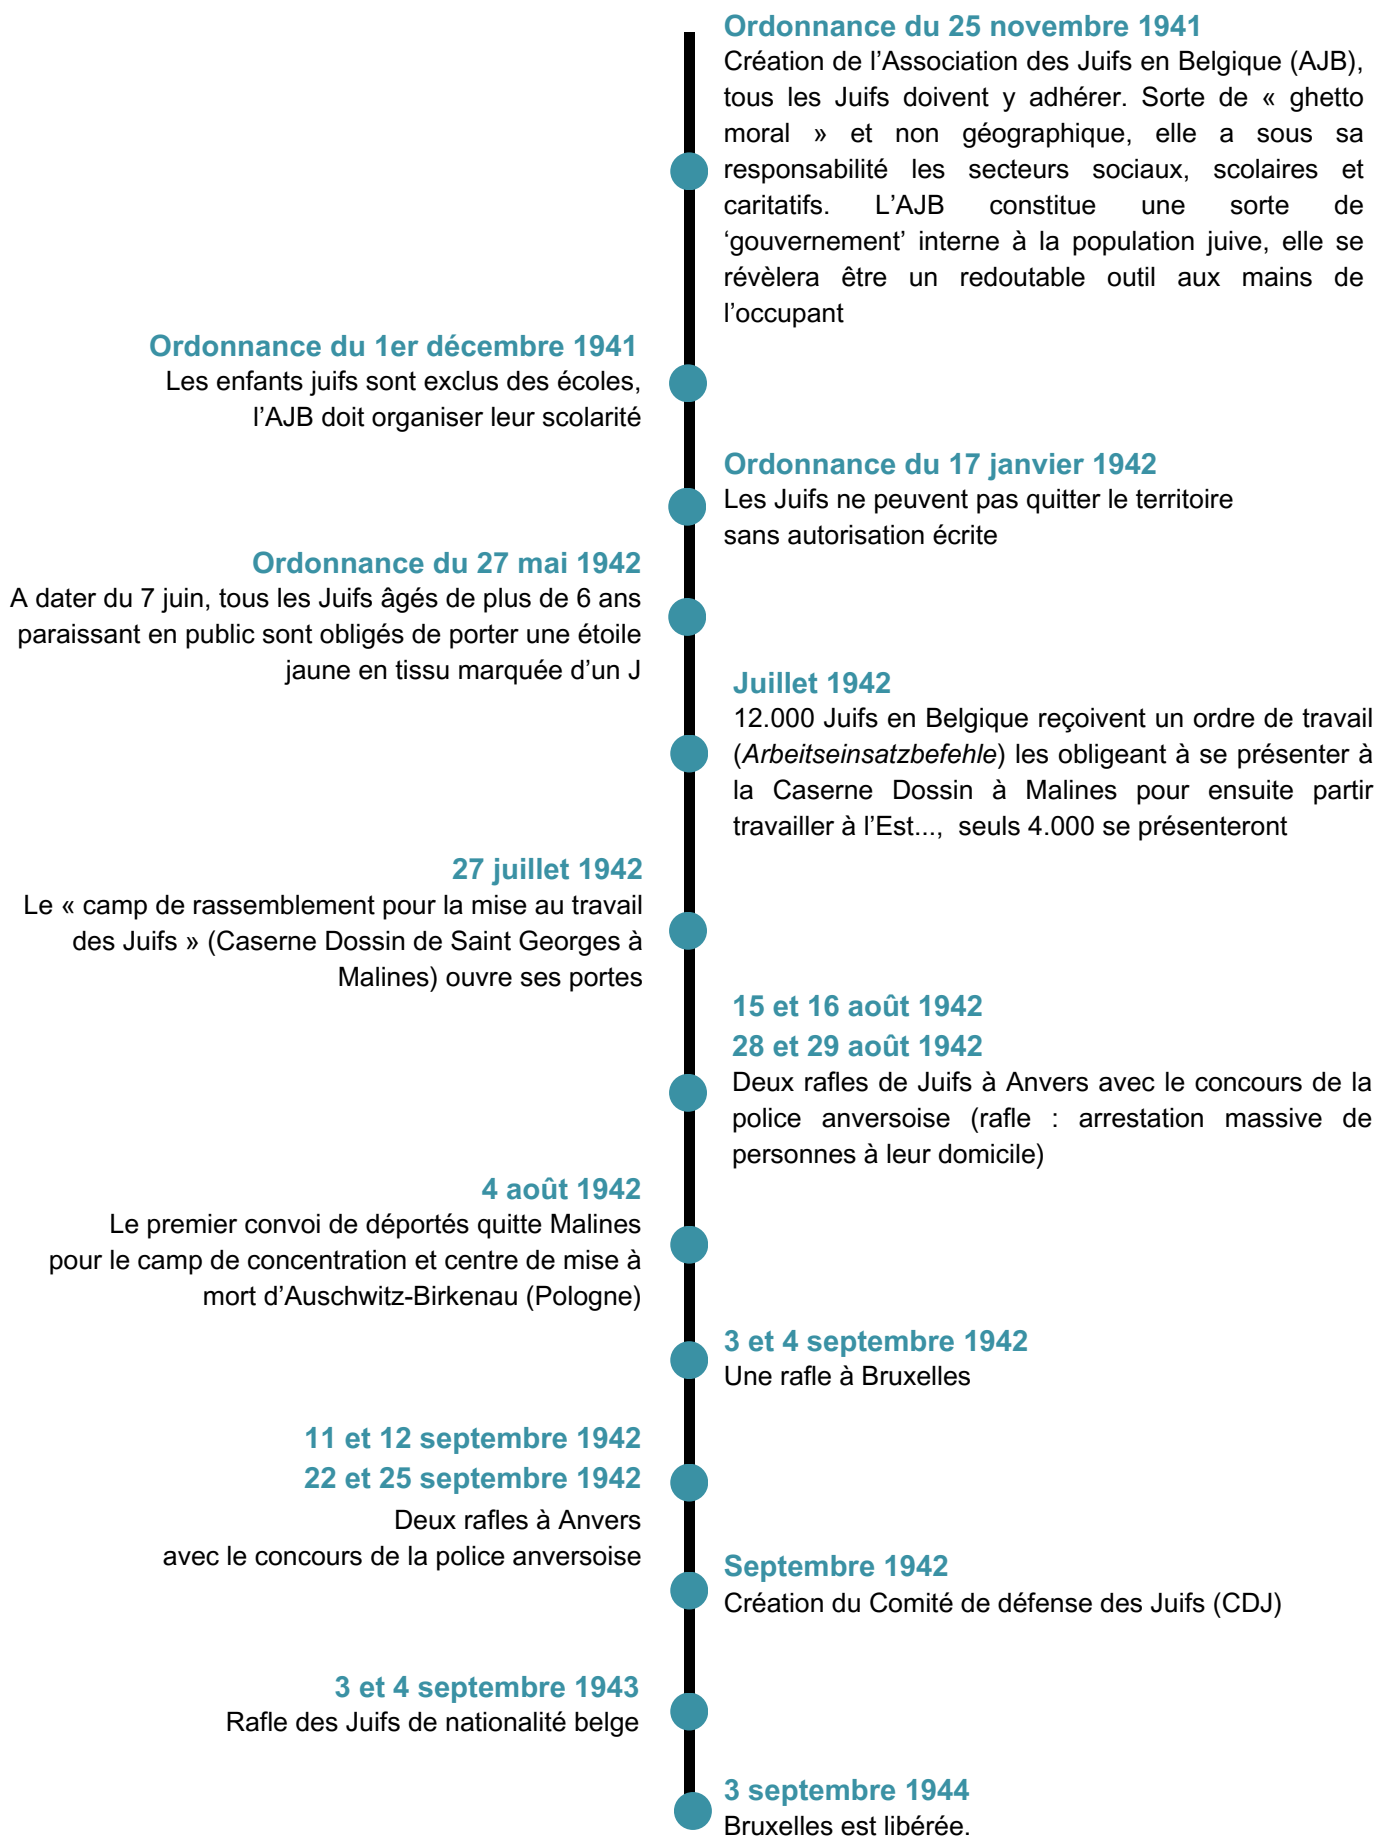 Ordonnance du 25 novembre 1941
Création de l’Association des Juifs en Belgique (AJB),
tous les Juifs doivent y adhérer. Sorte de « ghetto
moral » et non géographique, elle a sous sa
responsabilité les secteurs sociaux, scolaires et
caritatifs. L’AJB constitue une sorte de
‘gouvernement’ interne à la population juive, elle se
révèlera être un redoutable outil aux mains de
l’occupant
Ordonnance du 1er décembre 1941
Les enfants juifs sont exclus des écoles,
l’AJB doit organiser leur scolarité
Ordonnance du 17 janvier 1942
Les Juifs ne peuvent pas quitter le territoire
sans autorisation écrite
Ordonnance du 27 mai 1942
A dater du 7 juin, tous les Juifs âgés de plus de 6 ans
paraissant en public sont obligés de porter une étoile
jaune en tissu marquée d’un J
Juillet 1942
12.000 Juifs en Belgique reçoivent un ordre de travail
(Arbeitseinsatzbefehle) les obligeant à se présenter à
la Caserne Dossin à Malines pour ensuite partir
travailler à l’Est..., seuls 4.000 se présenteront
27 juillet 1942
Le « camp de rassemblement pour la mise au travail
des Juifs » (Caserne Dossin de Saint Georges à
Malines) ouvre ses portes
15 et 16 août 1942
28 et 29 août 1942
Deux rafles de Juifs à Anvers avec le concours de la
police anversoise (rafle : arrestation massive de
personnes à leur domicile)
4 août 1942
Le premier convoi de déportés quitte Malines
pour le camp de concentration et centre de mise à
mort d’Auschwitz-Birkenau (Pologne)
3 et 4 septembre 1942
Une rafle à Bruxelles
11 et 12 septembre 1942
22 et 25 septembre 1942
Deux rafles à Anvers
avec le concours de la police anversoise
Septembre 1942
Création du Comité de défense des Juifs (CDJ)
3 et 4 septembre 1943
Rafle des Juifs de nationalité belge
3 septembre 1944
Bruxelles est libérée.